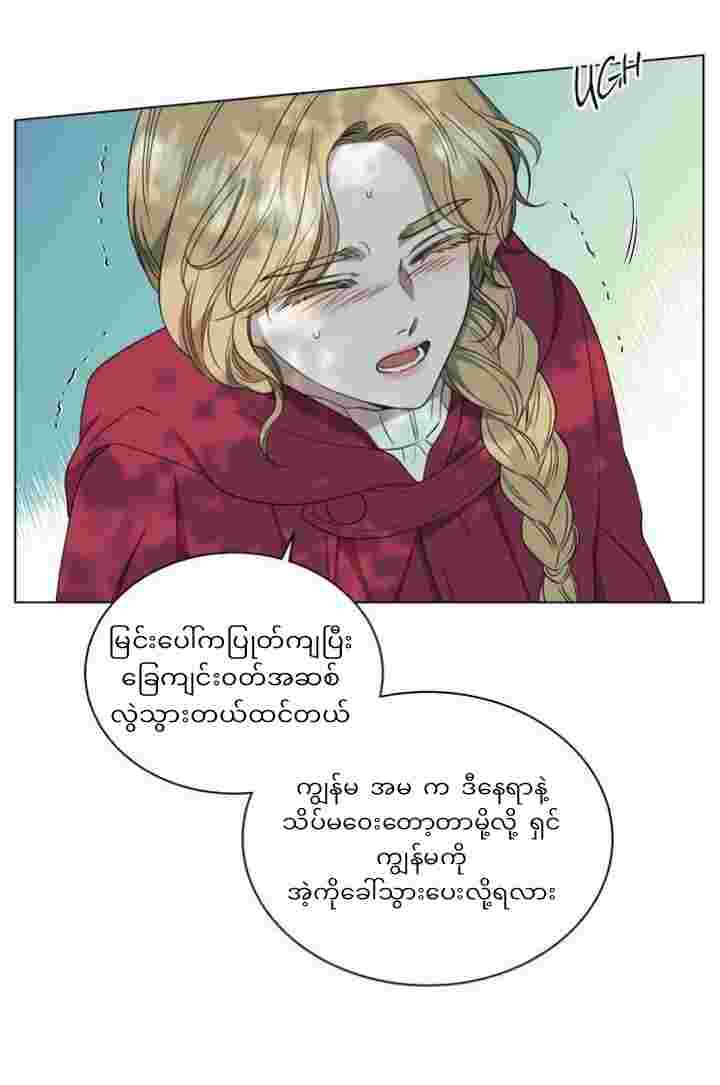 UGH
မြင်းပေါ်ကပြုတ်ကျပြီး
ခြေကျင်းဝတ်အဆစ်
လွဲသွားတယ်ထင်တယ်
ကျွန်မ အမ က ဒီနေရာနဲ့
သိပ်မဝေးတော့တာမို့လို့ ရှင်
ကျွန်မကို
အဲ့ကိုခေါ်သွားပေးလို့ရလား